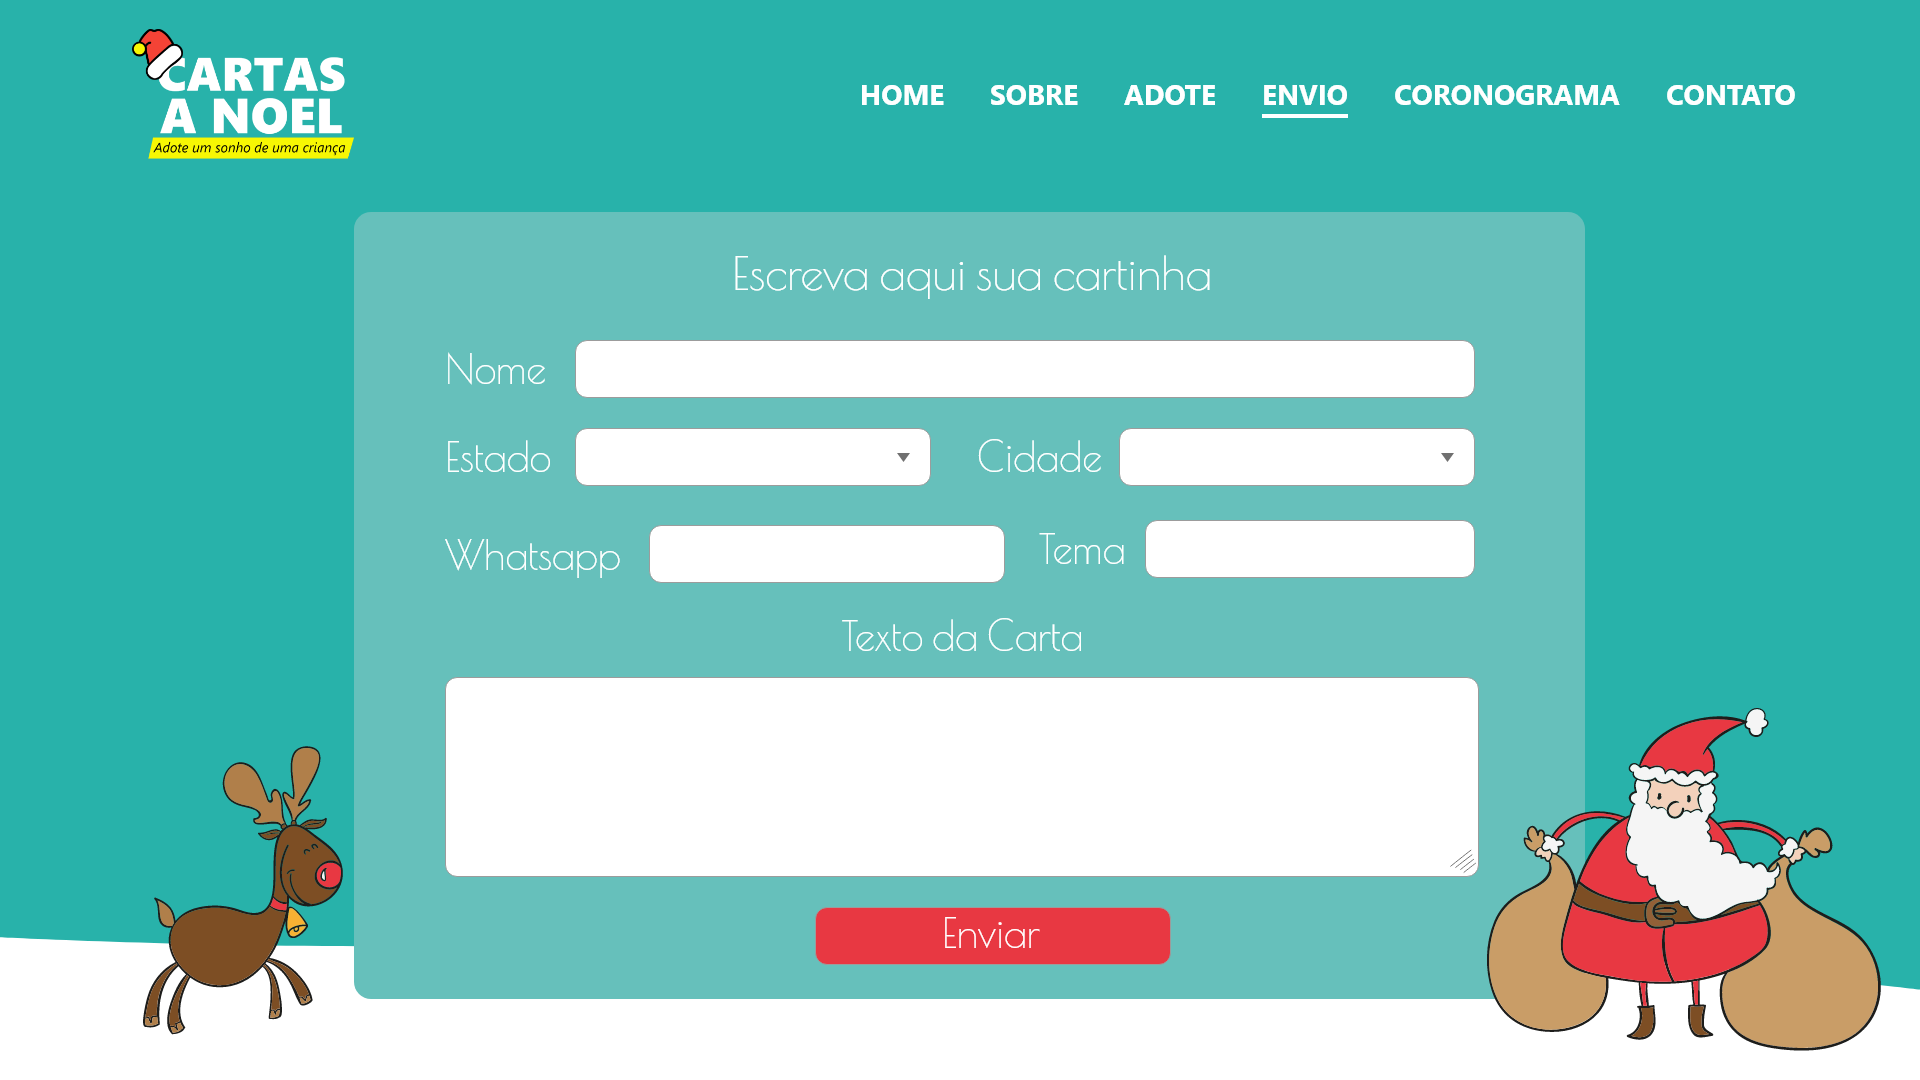 CARTAS
A NOEL
Adote um sonho de uma criança
HOME SOBRE ADOTE ENVIO CORONOGRAMA CONTATO
Escreva aqui sua cartinha
Nome
Estado Cidade
Whatsapp Tema
Texto da Carta
Enviar